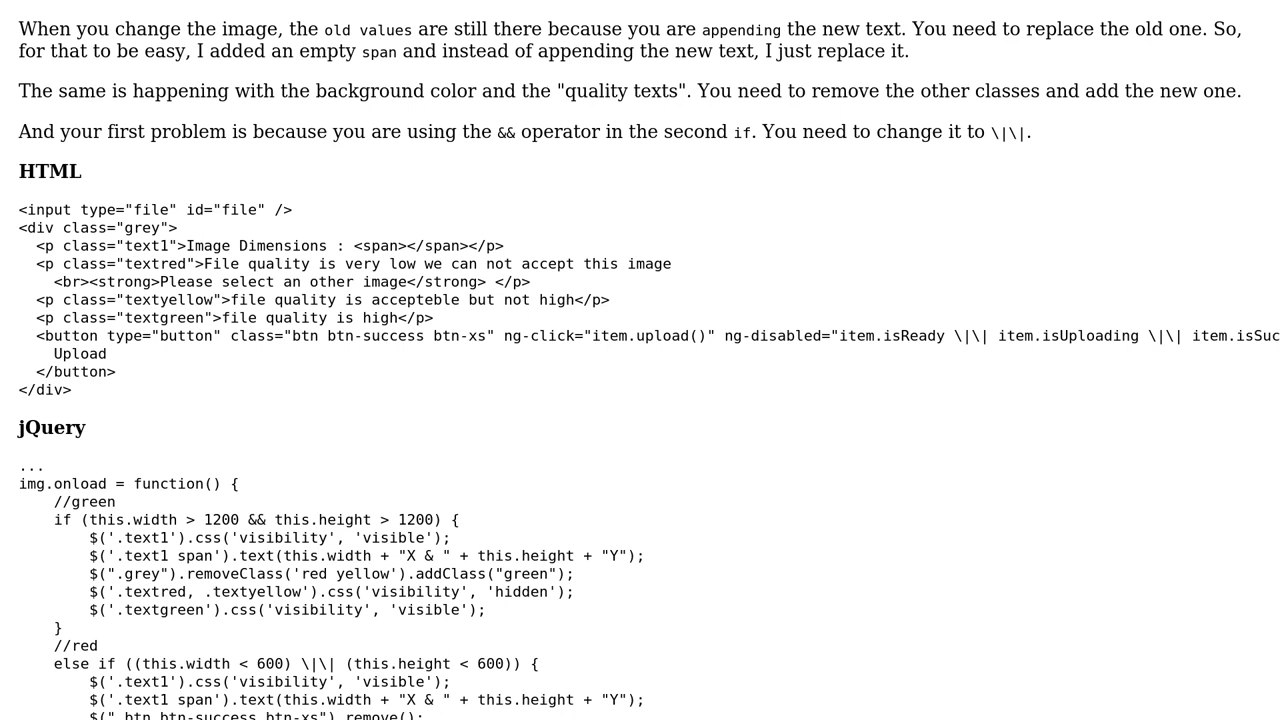 When you change the image, the old values are still there because you are appending the new text. You need to replace the old one. So,
for that to be easy, I added an empty span and instead of appending the new text, I just replace it.
The same is happening with the background color and the "quality texts". You need to remove the other classes and add the new one.
And your first problem is because you are using the && operator in the second if. You need to change it to \|\|.
HTML
<input type="file" id="file" />
<div class="grey">
  <p class="text1">Image Dimensions : <span></span></p>
  <p class="textred">File quality is very low we can not accept this image
    <br><strong>Please select an other image</strong> </p>
  <p class="textyellow">file quality is accepteble but not high</p>
  <p class="textgreen">file quality is high</p>
  <button type="button" class="btn btn-success btn-xs" ng-click="item.upload()" ng-disabled="item.isReady \|\| item.isUploading \|\| item.isSuc
    Upload
  </button>
</div>
jQuery
...
img.onload = function() {
    //green
    if (this.width > 1200 && this.height > 1200) {
        $('.text1').css('visibility', 'visible');
        $('.text1 span').text(this.width + "X & " + this.height + "Y");
        $(".grey").removeClass('red yellow').addClass("green");
        $('.textred, .textyellow').css('visibility', 'hidden');
        $('.textgreen').css('visibility', 'visible');
    }
    //red
    else if ((this.width < 600) \|\| (this.height < 600)) {
        $('.text1').css('visibility', 'visible');
        $('.text1 span').text(this.width + "X & " + this.height + "Y");
        $(".btn btn-success btn-xs").remove();